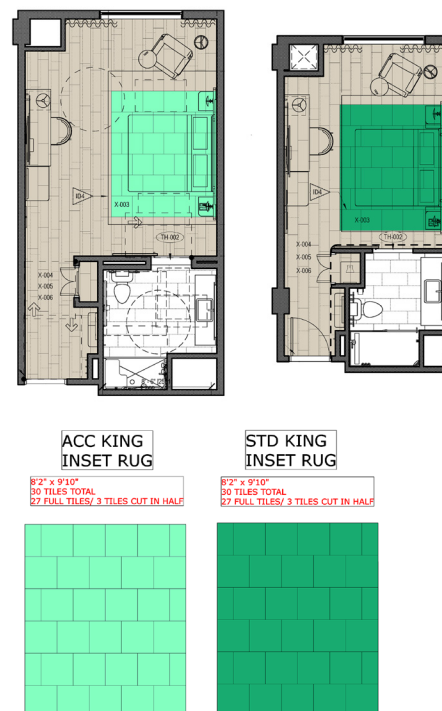 ID4
X-003
TH-002
X-004
X-005
X-006
ID4
X-003
TH-002
X-004
X-005
X-006
ACC KING
INSET RUG
8'2" x 9'10"
30 TILES TOTAL
27 FULL TILES/ 3 TILES CUT IN HALF
STD KING
INSET RUG
8'2" x 9'10"
30 TILES TOTAL
27 FULL TILES/ 3 TILES CUT IN HALF